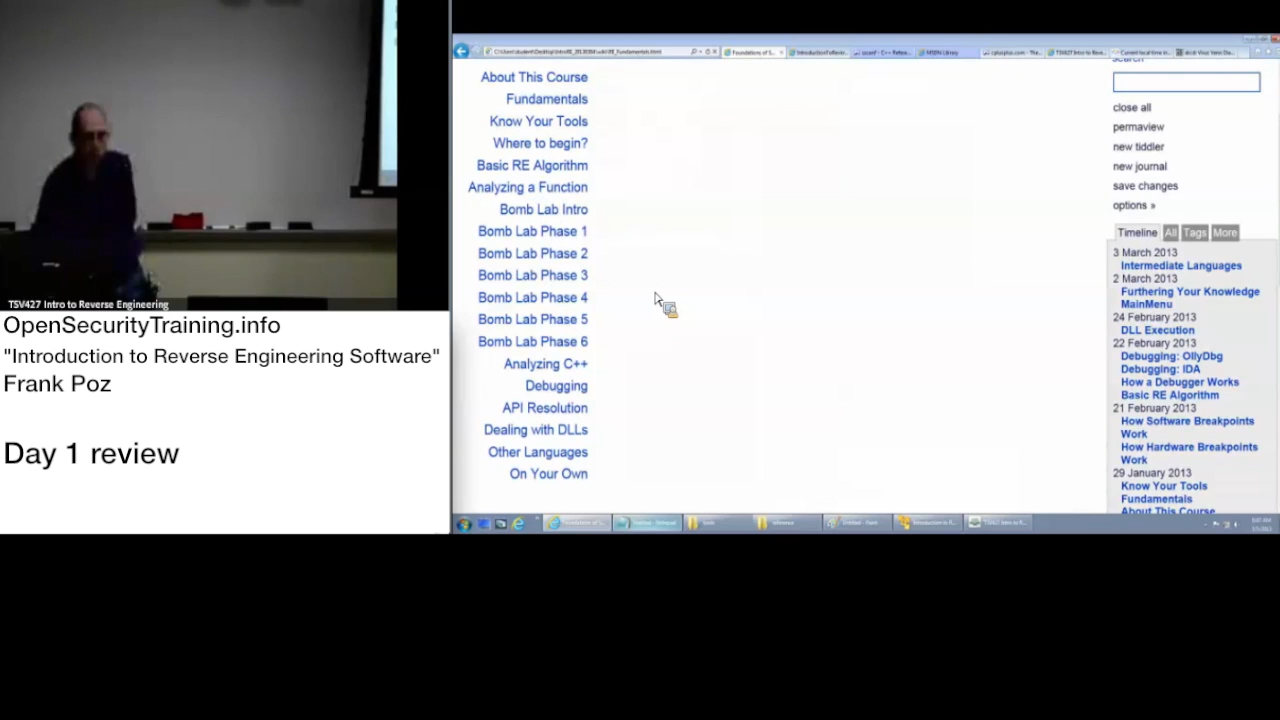 TSV427 Intro to Reverse Engineering
OpenSecurityTraining.info
"Introduction to Reverse Engineering Software"
Frank Poz
Day 1 review
About This Course
Fundamentals
Know Your Tools
Where to begin?
Basic RE Algorithm
Analyzing a Function
Bomb Lab Intro
Bomb Lab Phase 1
Bomb Lab Phase 2
Bomb Lab Phase 3
Bomb Lab Phase 4
Bomb Lab Phase 5
Bomb Lab Phase 6
Analyzing C++
Debugging
API Resolution
Dealing with DLLs
Other Languages
On Your Own
search
close all
permaview
new tiddler
new journal
save changes
options »
Timeline All Tags More
3 March 2013
Intermediate Languages
2 March 2013
Furthering Your Knowledge
MainMenu
24 February 2013
DLL Execution
22 February 2013
Debugging: OllyDbg
Debugging: IDA
How a Debugger Works
Basic RE Algorithm
21 February 2013
How Software Breakpoints
Work
How Hardware Breakpoints
Work
29 January 2013
Know Your Tools
Fundamentals
About This Course